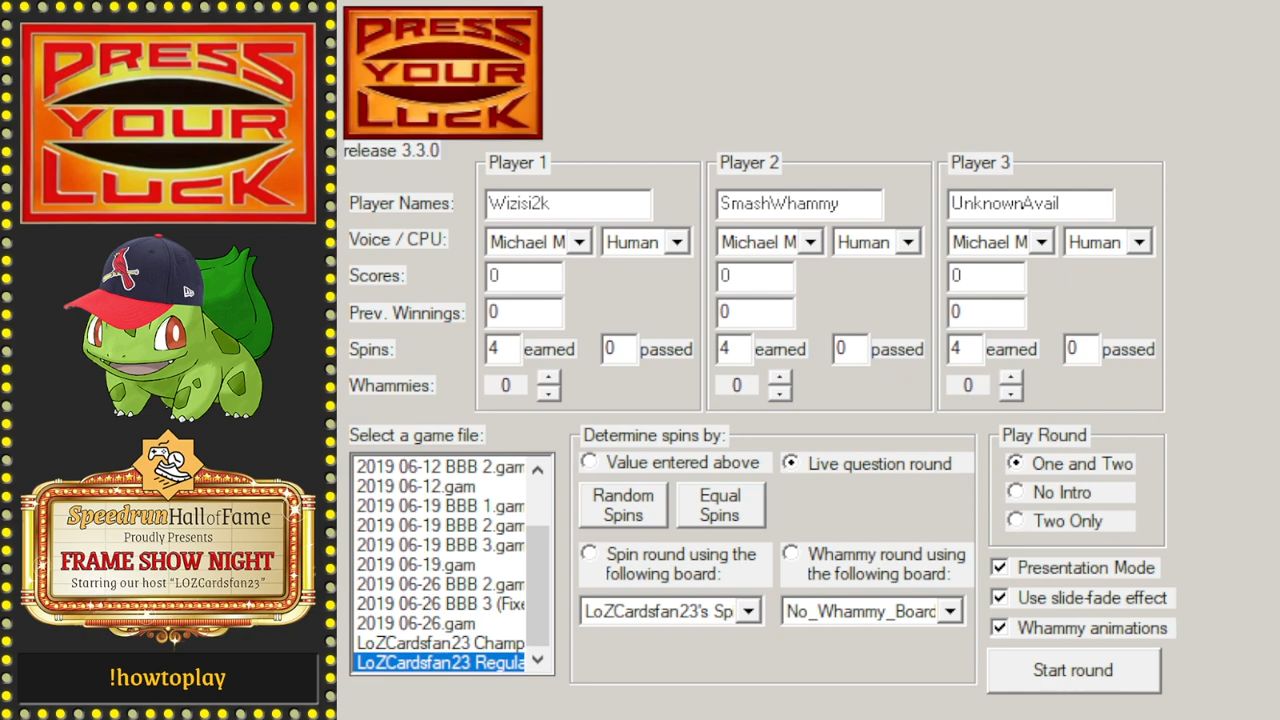 PRESS
YOUR
LUCK
SpeedrunHallofFame
Proudly Presents
FRAME SHOW NIGHT
Starring our host "LOZCardsfan23"
!howtoplay
PRESS
YOUR
LUCK
release 3.3.0
Player 1
Player 2
Player 3
Player Names:
Wizisi2k
SmashWhammy
UnknownAvail
Voice / CPU:
Michael M
Human
Michael M
Human
Michael M
Human
Scores:
0
0
0
Prev. Winnings:
0
0
0
Spins:
4 earned
0 passed
4 earned
0 passed
4 earned
0 passed
Whammies:
0
0
0
Select a game file:
2019 06-12 BBB 2.gam
2019 06-12.gam
2019 06-19 BBB 1.gam
2019 06-19 BBB 2.gam
2019 06-19 BBB 3.gam
2019 06-19.gam
2019 06-26 BBB 2.gam
2019 06-26 BBB 3 (Fixe
2019 06-26.gam
LoZCardsfan23 Champ
LoZCardsfan23 Regula
Determine spins by:
Value entered above
Live question round
Random
Spins
Equal
Spins
Spin round using the
following board:
Whammy round using
the following board:
LoZCardsfan23's Sp
No_Whammy_Board
Play Round
One and Two
No Intro
Two Only
Presentation Mode
Use slide-fade effect
Whammy animations
Start round